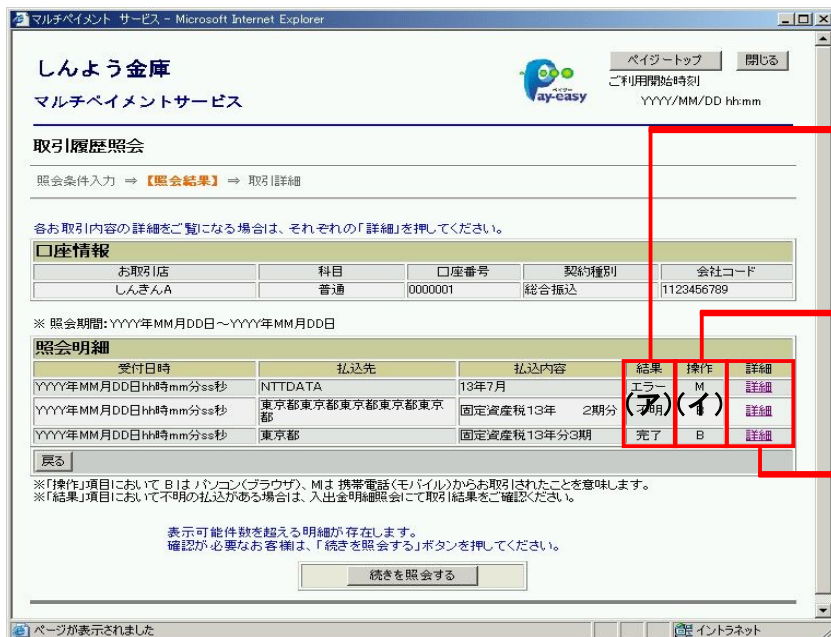 マルチペイメント サービス - Microsoft Internet Explorer
しんよう金庫
マルチペイメントサービス
ペイジー
Pay-easy
ペイジートップ 閉じる
ご利用開始時刻
YYYY/MM/DD hh:mm
取引履歴照会
照会条件入力 ⇒ 【照会結果】 ⇒ 取引詳細
各お取引内容の詳細をご覧になる場合は、それぞれの「詳細」を押してください。
口座情報
お取引店 科目 口座番号 契約種別 会社コード
しんきんA 普通 0000001 総合振込 1123456789
※ 照会期間:YYYY年MM月DD日~YYYY年MM月DD日
照会明細
受付日時 払込先 払込内容 結果 操作 詳細
YYYY年MM月DD日hh時mm分ss秒 NTTDATA 13年7月 エラー M 詳細
YYYY年MM月DD日hh時mm分ss秒 東京都東京都東京都東京都東京都 固定資産税13年 2期分 (ア) (イ) 詳細
YYYY年MM月DD日hh時mm分ss秒 東京都 固定資産税13年分3期 完了 B 詳細
戻る
※「操作」項目において Bは パソコン(ブラウザ)、Mは 携帯電話(モバイル)からお取引されたことを意味します。
※「結果」項目において不明の払込がある場合は、入出金明細照会にて取引結果をご確認ください。
表示可能件数を超える明細が存在します。
確認が必要なお客様は、「続きを照会する」ボタンを押してください。
続きを照会する
ページが表示されました イントラネット